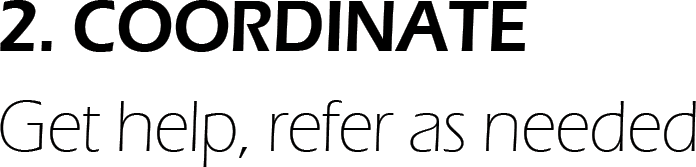 2. COORDINATE
Get help, refer as needed